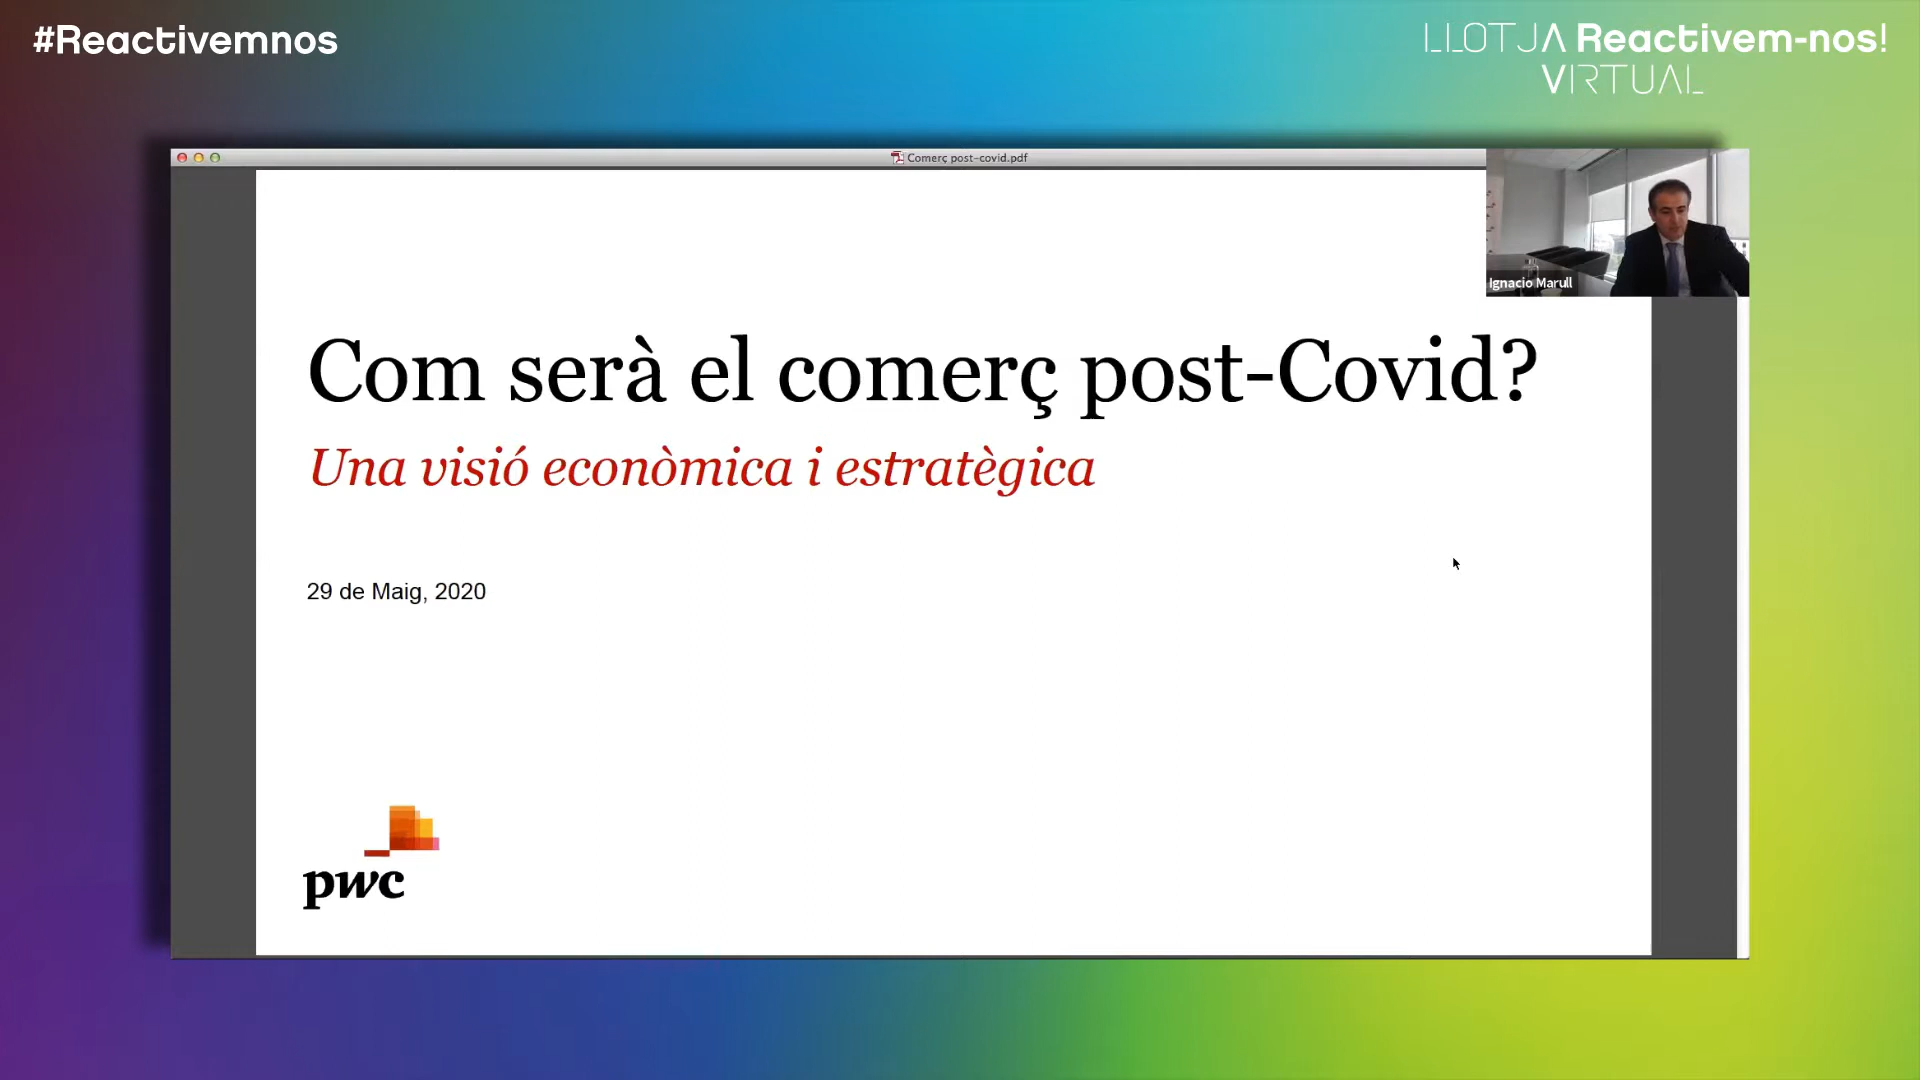 #Reactivemnos
LLOTJA Reactivem-nos!
VIRTUAL
Comerç post-covid.pdf
Ignacio Marull
Com serà el comerç post-Covid?
Una visió econòmica i estratègica
29 de Maig, 2020
pwc